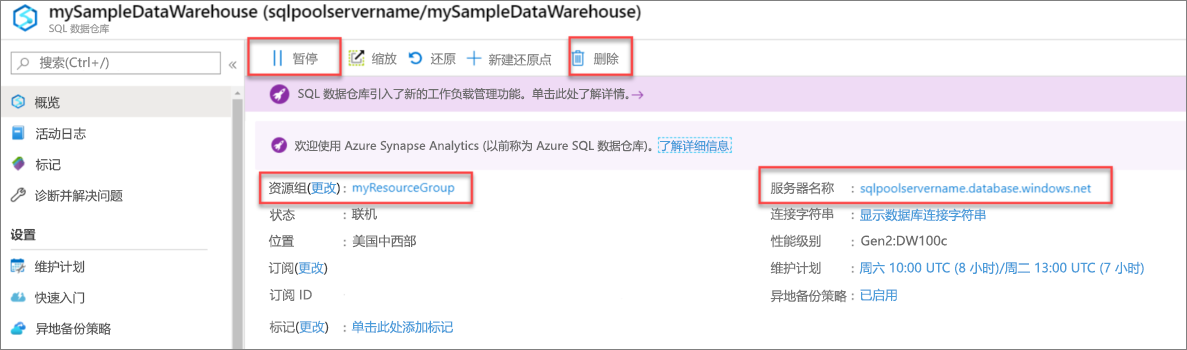 mySampleDataWarehouse (sqlpoolservername/mySampleDataWarehouse)
SQL 数据仓库
搜索(Ctrl+/)
«
暂停 缩放 还原 新建还原点 删除
SQL 数据仓库引入了新的工作负载管理功能。单击此处了解详情。→
欢迎使用 Azure Synapse Analytics (以前称为 Azure SQL 数据仓库)。了解详细信息
概览
活动日志
标记
诊断并解决问题
设置
维护计划
快速入门
异地备份策略
资源组(更改) : myResourceGroup
状态 : 联机
位置 : 美国中西部
订阅(更改)
订阅 ID
标记(更改) : 单击此处添加标记
服务器名称 : sqlpoolservername.database.windows.net
连接字符串 : 显示数据库连接字符串
性能级别 : Gen2:DW100c
维护计划 : 周六 10:00 UTC (8 小时)/周二 13:00 UTC (7 小时)
异地备份策略 : 已启用